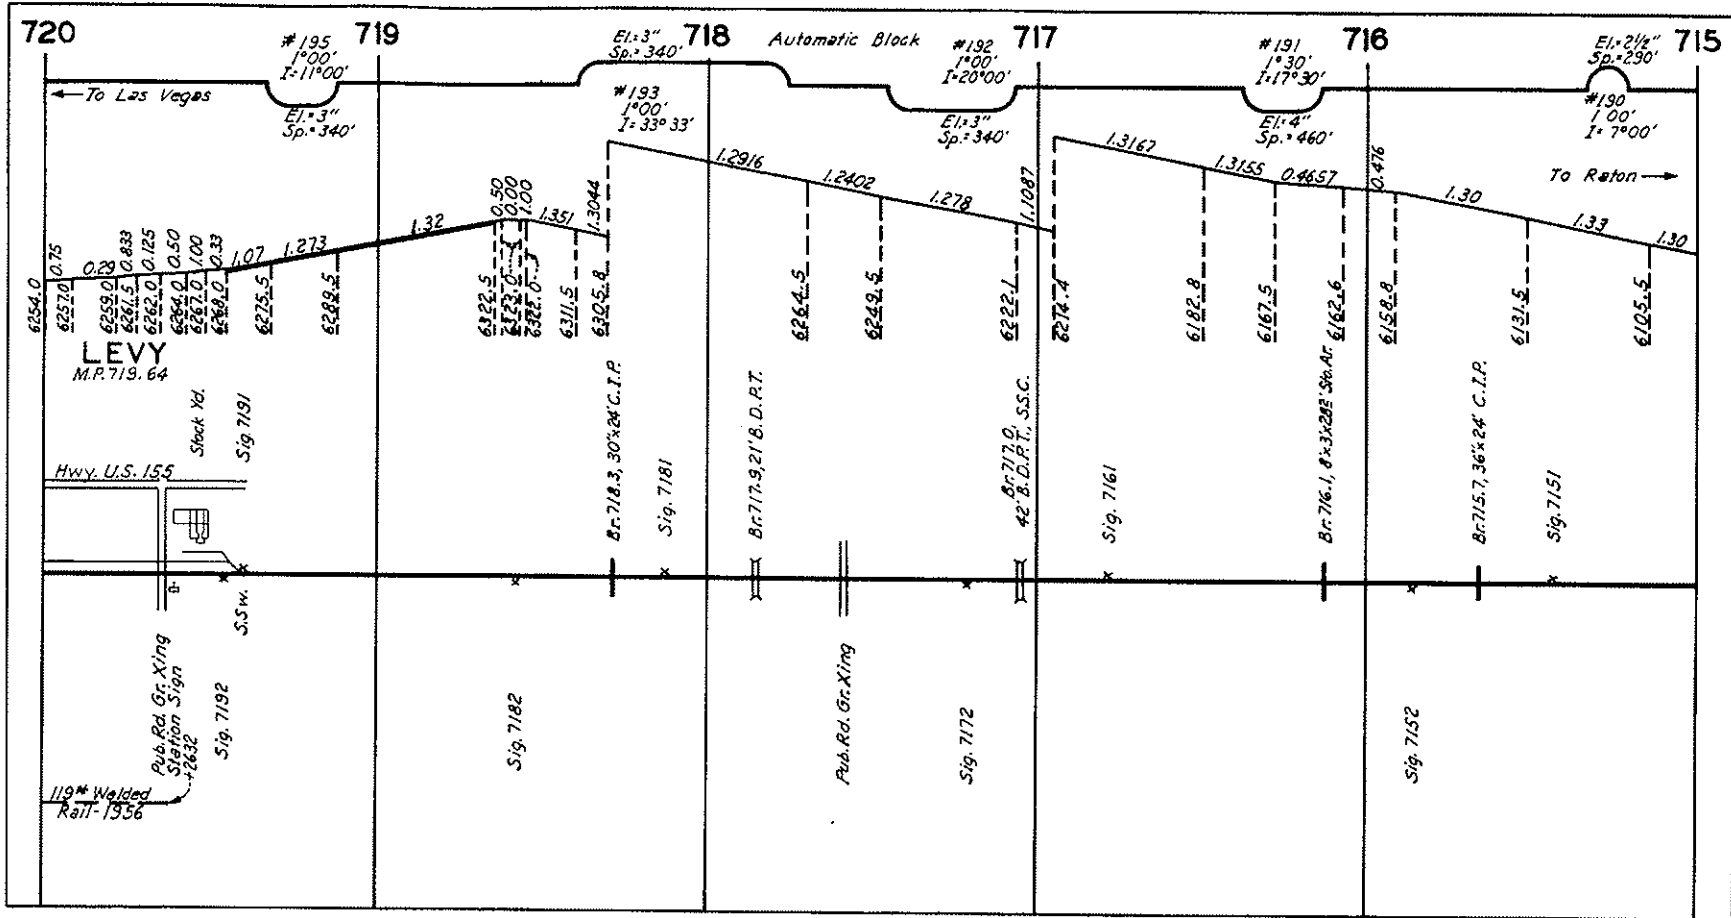 720
719
718
717
716
715
Automatic Block
#195
1°00'
I=11°00'
El.=3"
Sp.=340'
El.=3"
Sp.=340'
#193
1°00'
I=33°33'
#192
1°00'
I=20°00'
El.=3"
Sp.=340'
#191
1°30'
I=17°30'
El.=4"
Sp.=460'
El.=2½"
Sp.=290'
#190
1°00'
I=7°00'
←To Las Vegas
To Raton→
0.75
0.29
0.833
0.125
0.50
1.00
0.33
1.07
1.273
1.32
0.50
0.00
1.00
1.351
1.3044
1.2916
1.2402
1.278
1.1087
1.3167
1.3155
0.4657
0.476
1.30
1.33
1.30
6254.0
6257.0
6259.0
6261.5
6262.0
6264.0
6267.0
6268.0
6275.5
6289.5
6322.5
6323.0
6322.0
6311.5
6305.8
6264.5
6249.5
6222.1
6214.4
6182.8
6167.5
6162.6
6158.8
6131.5
6105.5
LEVY
M.P. 719.64
Stock Yd.
Sig. 7191
Hwy. U.S. 155
Br. 718.3, 30"x24' C.I.P.
Sig. 7181
Br. 717.9, 21' B.D.P.T.
Br. 717.0,
42' B.D.P.T., S.S.C.
Sig. 7161
Br. 715.7, 36"x24' C.I.P.
Sig. 7151
S.Sw.
Pub. Rd. Gr. Xing
Station Sign
+2632
Sig. 7192
Sig. 7182
Pub. Rd. Gr. Xing
Sig. 7172
Sig. 7152
119# Welded
Rail-1956